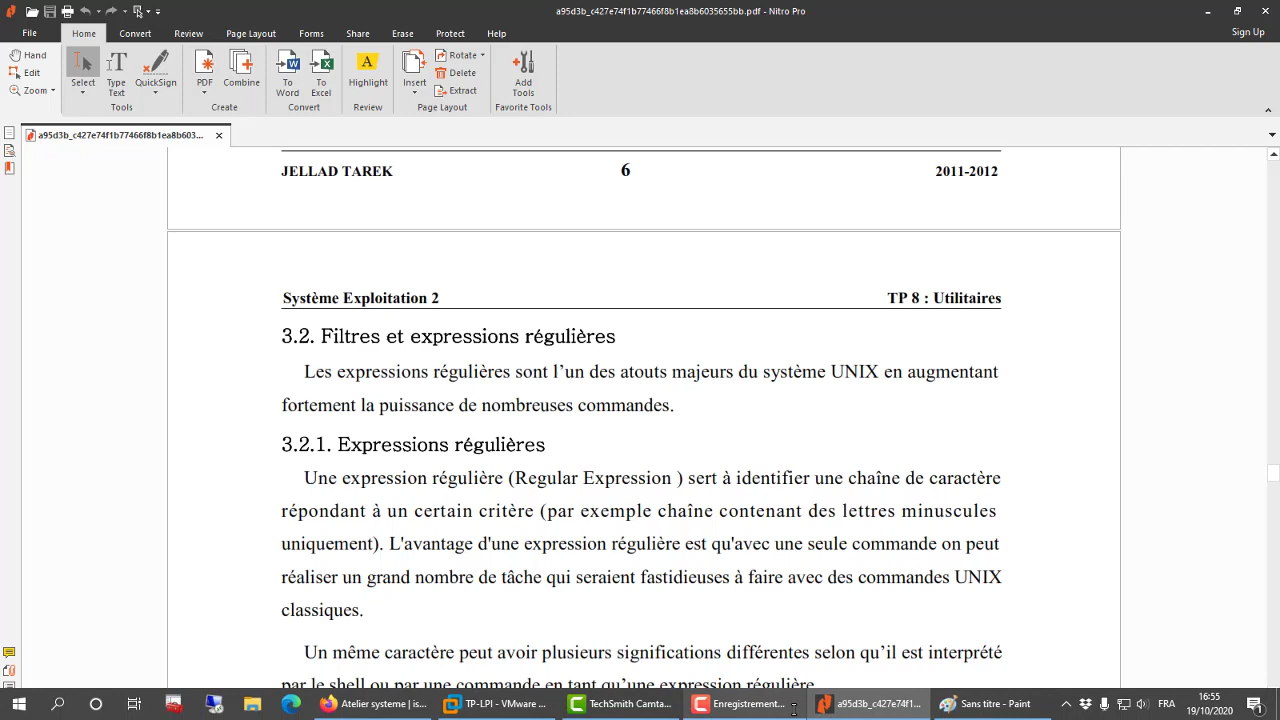 a95d3b_c427e74f1b77466f8b1ea8b6035655bb.pdf - Nitro Pro
File Home Convert Review Page Layout Forms Share Erase Protect Help
Sign Up
Hand
Edit
Zoom
Select
Type Text
QuickSign
Tools
PDF
Combine
Create
To Word
To Excel
Convert
Highlight
Review
Insert
Rotate
Delete
Extract
Page Layout
Add Tools
Favorite Tools
a95d3b_c427e74f1b77466f8b1ea8b603...
JELLAD TAREK 6 2011-2012
Système Exploitation 2 TP 8 : Utilitaires
3.2. Filtres et expressions régulières
Les expressions régulières sont l’un des atouts majeurs du système UNIX en augmentant
fortement la puissance de nombreuses commandes.
3.2.1. Expressions régulières
Une expression régulière (Regular Expression ) sert à identifier une chaîne de caractère
répondant à un certain critère (par exemple chaîne contenant des lettres minuscules
uniquement). L'avantage d'une expression régulière est qu'avec une seule commande on peut
réaliser un grand nombre de tâche qui seraient fastidieuses à faire avec des commandes UNIX
classiques.
Un même caractère peut avoir plusieurs significations différentes selon qu’il est interprété
par le shell ou par une commande en tant qu’une expression régulière.
Atelier systeme | is...
TP-LPI - VMware ...
TechSmith Camta...
Enregistrement...
a95d3b_c427e74f1...
Sans titre - Paint
FRA
16:55
19/10/2020
1